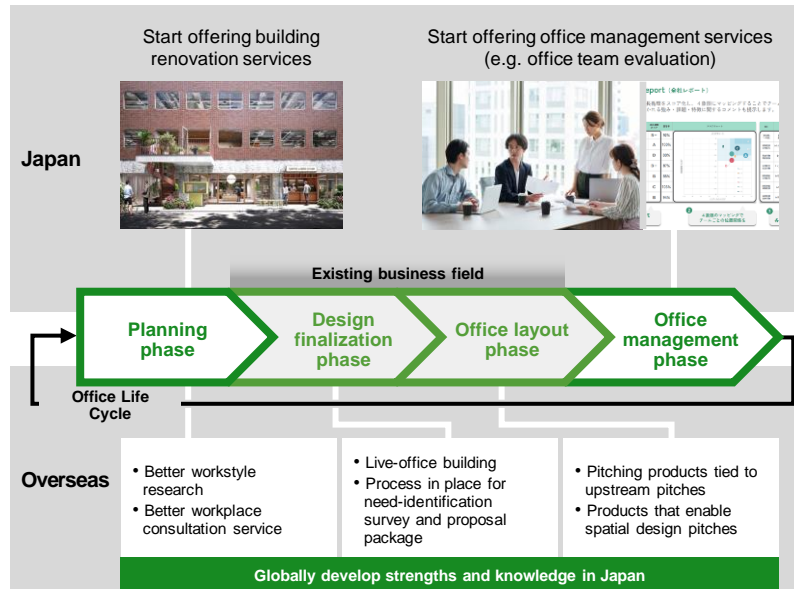 Start offering building
renovation services
Start offering office management services
(e.g. office team evaluation)
Japan
Existing business field
Planning
phase
Design
finalization
phase
Office layout
phase
Office
management
phase
Office Life
Cycle
Overseas
• Better workstyle
research
• Better workplace
consultation service
• Live-office building
• Process in place for
need-identification
survey and proposal
package
• Pitching products tied to
upstream pitches
• Products that enable
spatial design pitches
Globally develop strengths and knowledge in Japan